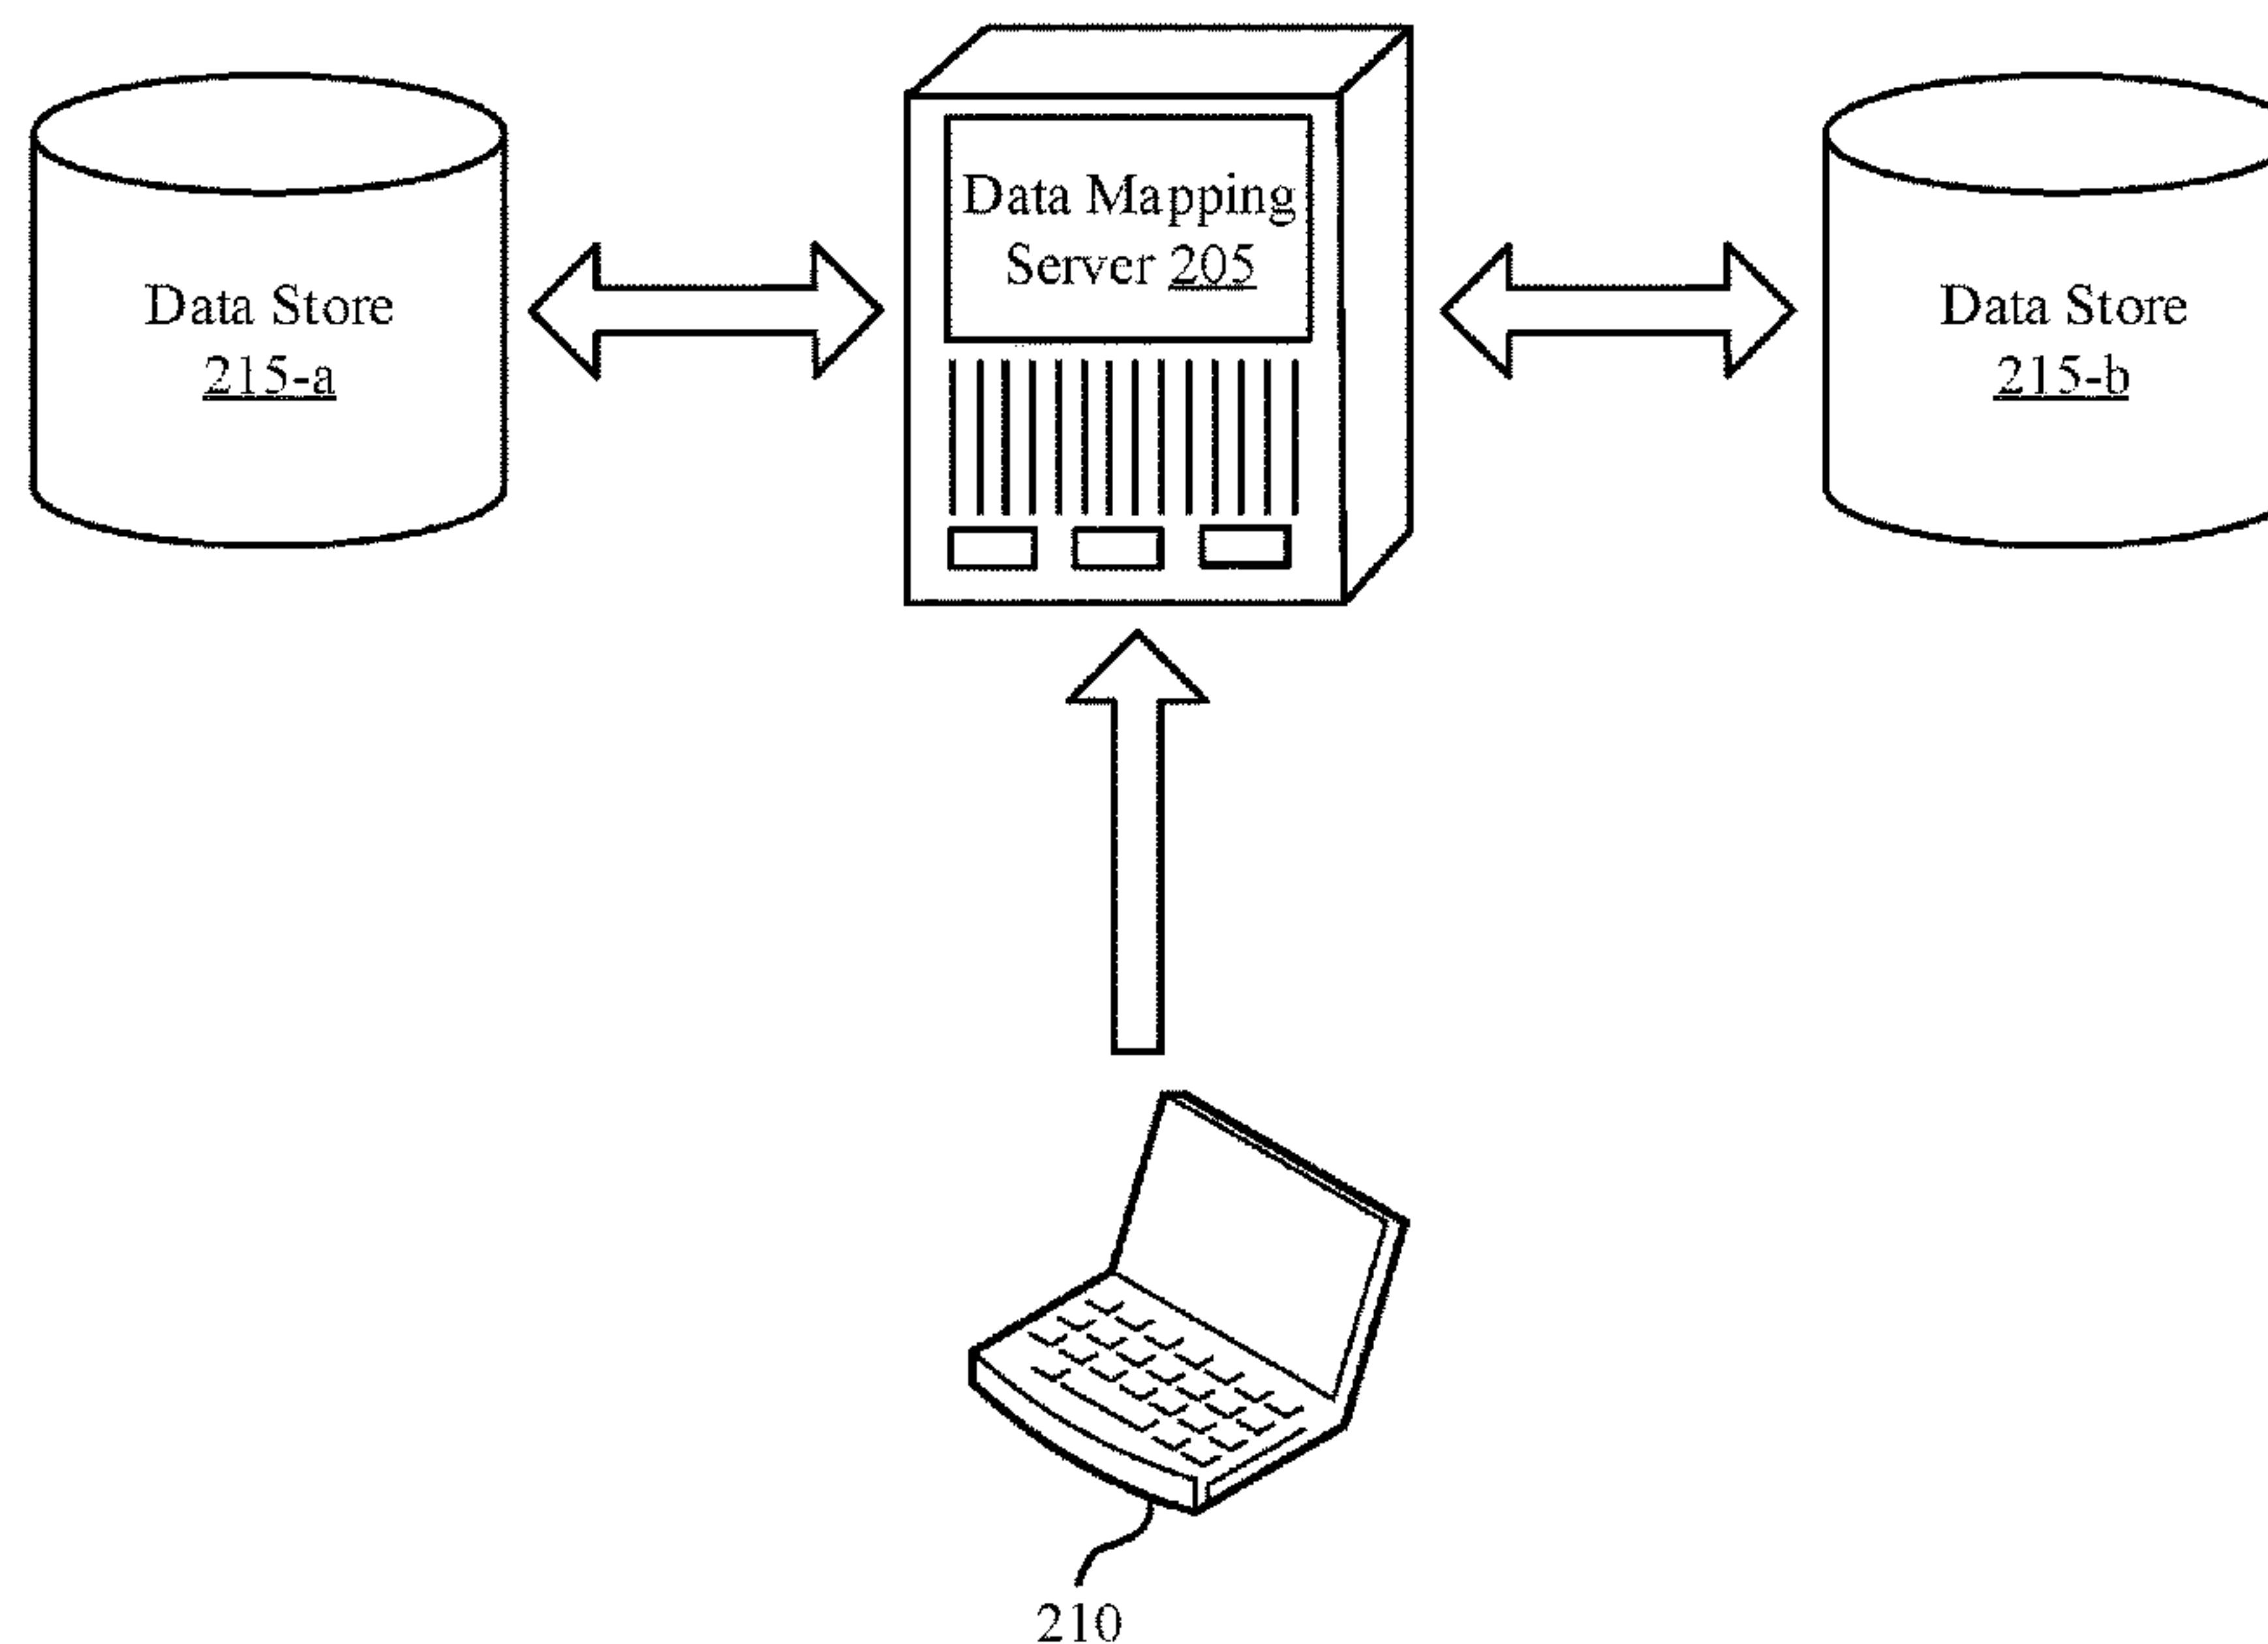 Data Mapping
Server 205
Data Store
215-a
Data Store
215-b
210